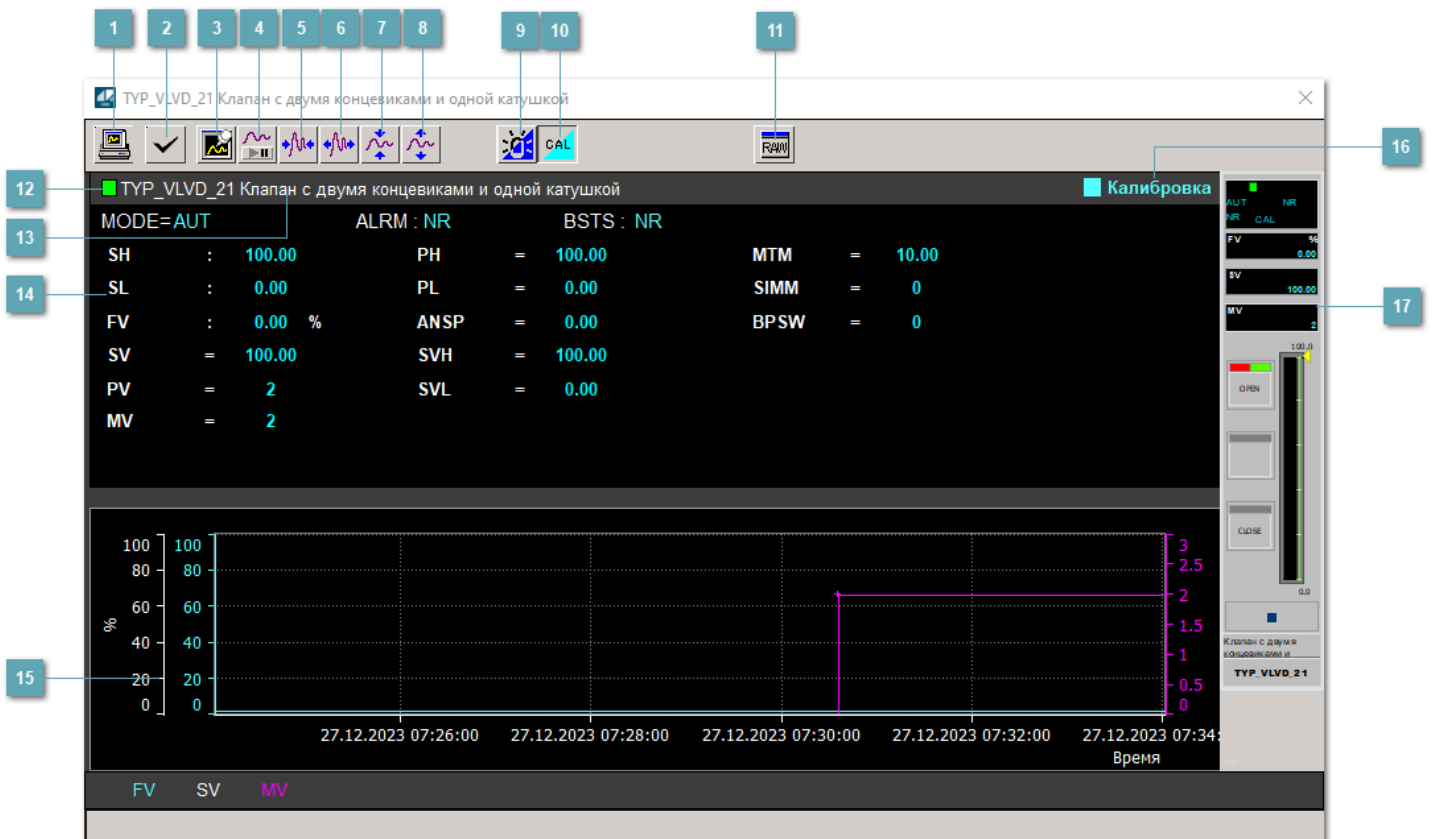 1 2 3 4 5 6 7 8 9 10 11
TYP_VLVD_21 Клапан с двумя концевиками и одной катушкой
CAL
RAW
16
12
TYP_VLVD_21 Клапан с двумя концевиками и одной катушкой
Калибровка
13
MODE=AUT ALRM : NR BSTS : NR
SH : 100.00 PH = 100.00 MTM = 10.00
14
SL : 0.00 PL = 0.00 SIMM = 0
FV : 0.00 % ANSP = 0.00 BPSW = 0
SV = 100.00 SVH = 100.00
PV = 2 SVL = 0.00
MV = 2
AUT NR
NR CAL
FV %
0.00
SV
100.00
17
MV
2
100.0
OPEN
CLOSE
0.0
Клапан с двумя
концевиками и
TYP_VLVD_21
15
%
100 100 3
80 80 2.5
60 60 2
1.5
40 40 1
20 20 0.5
0 0 0
27.12.2023 07:26:00 27.12.2023 07:28:00 27.12.2023 07:30:00 27.12.2023 07:32:00 27.12.2023 07:34:
Время
FV SV MV